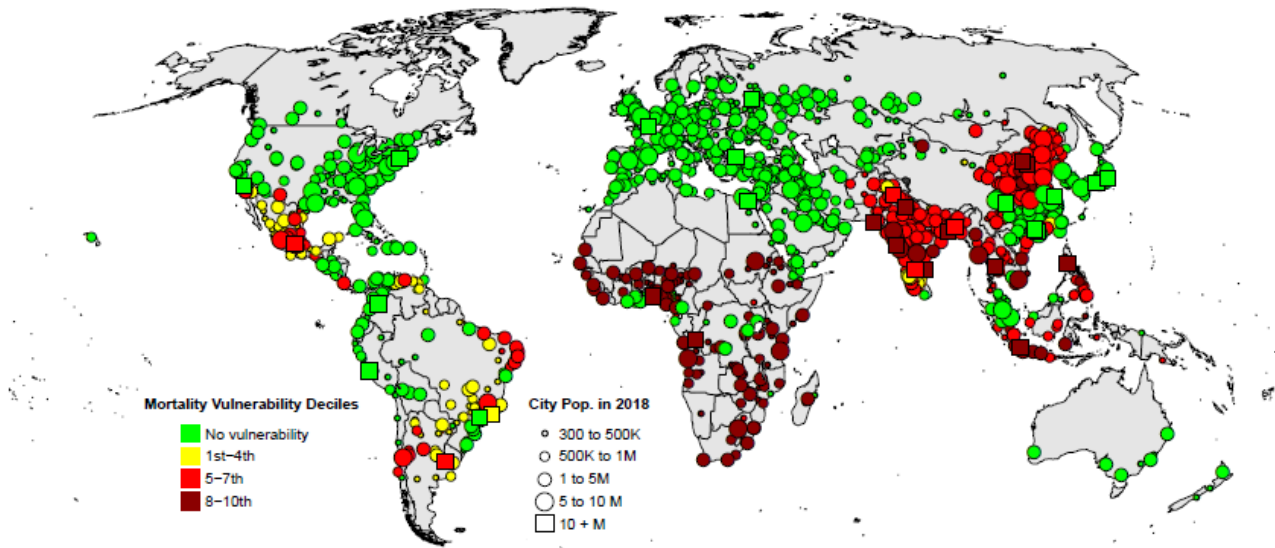 Mortality Vulnerability Deciles
No vulnerability
1st−4th
5−7th
8−10th
City Pop. in 2018
300 to 500K
500K to 1M
1 to 5M
5 to 10 M
10 + M